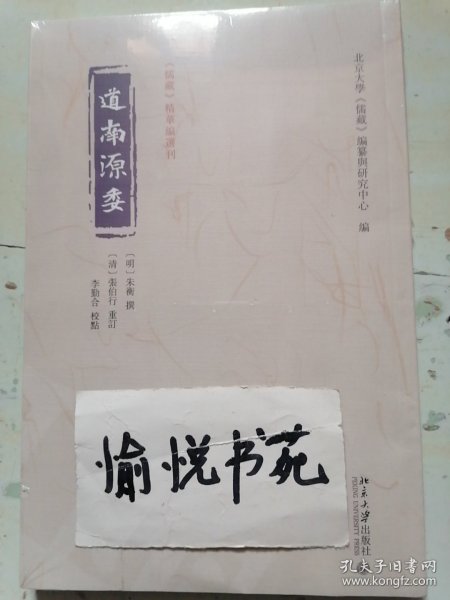 北京大學《儒藏》編纂與研究中心 編
《儒藏》精華編選刊
道南源委
〔明〕朱衡 撰
〔清〕張伯行 重訂
李勤合 校點
愉悦书苑
北京大学出版社
PEKING UNIVERSITY PRESS
孔夫子旧书网
www.kongfz.com